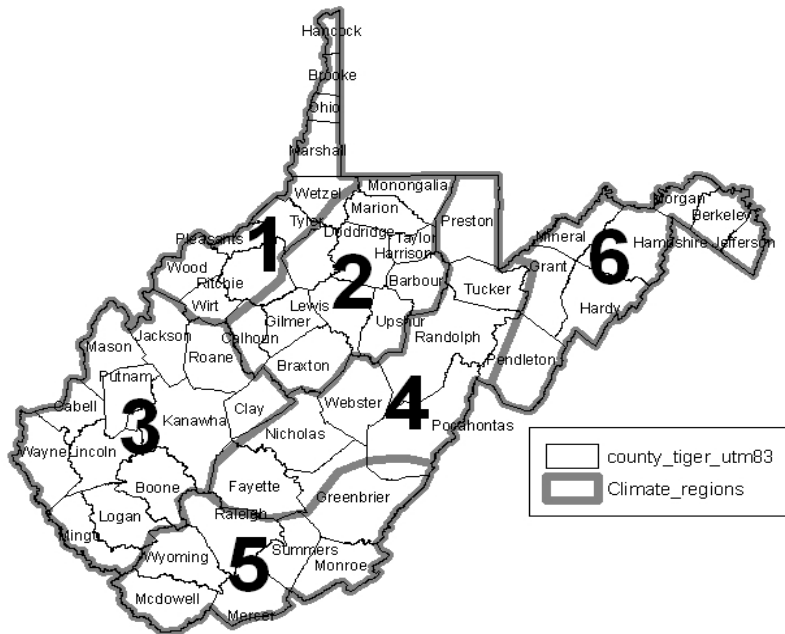 Hancock
Brooke
Ohio
Marshall
Wetzel
Monongalia
Marion
Preston
Tyler
Doddridge
Taylor
Harrison
Pleasants
1
Wood
Ritchie
Wirt
2
Barbour
Lewis
Gilmer
Upshur
Calhoun
Braxton
Tucker
Randolph
Morgan
Berkeley
Mineral
Hampshire
Jefferson
6
Grant
Hardy
Pendleton
Jackson
Mason
Roane
Putnam
Cabell
3
Kanawha
Clay
Wayne
Lincoln
Boone
Logan
Mingo
Webster
4
Nicholas
Pocahontas
Fayette
Greenbrier
Raleigh
Wyoming
5
Summers
Monroe
Mcdowell
Mercer
county_tiger_utm83
Climate_regions